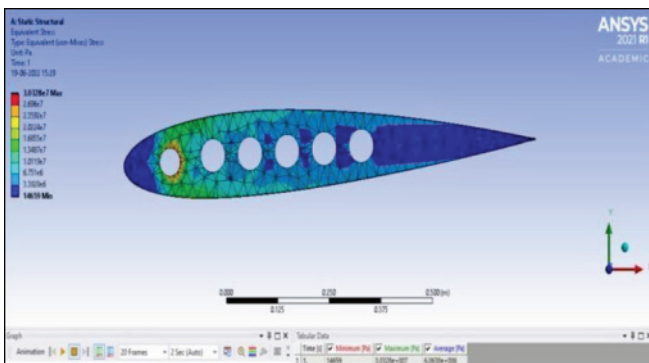 A: Static Structural
Equivalent Stress
Type: Equivalent (von-Mises) Stress
Unit: Pa
Time: 1
19-06-2022 15:29
3.0328e7 Max
2.696e7
2.3592e7
2.0224e7
1.6855e7
1.3487e7
1.0119e7
6.751e6
14659 Min
ANSYS
2021 R1
ACADEMIC
Y
0.000
0.250
0.500 (m)
0.125
0.375
Graph
Tabular Data
Animation
20 Frames
2 Sec (Auto)
Time [s]
Minimum [Pa]
Maximum [Pa]
Average [Pa]
1
1.
14659
3.0328e+007